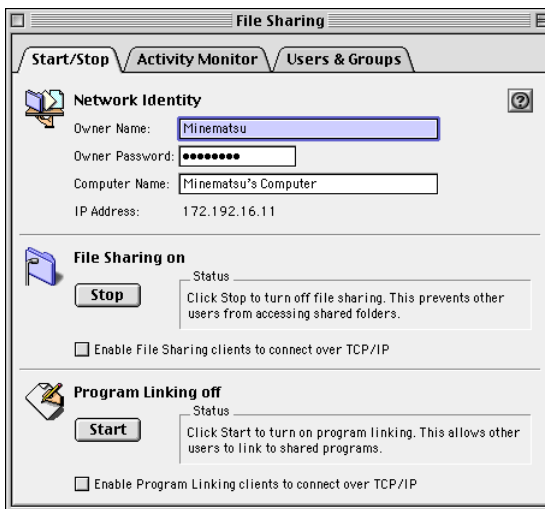 File Sharing
Start/Stop
Activity Monitor
Users & Groups
Network Identity
Owner Name:
Minematsu
Owner Password:
••••••••
Computer Name:
Minematsu's Computer
IP Address:
172.192.16.11
File Sharing on
Stop
Status
Click Stop to turn off file sharing. This prevents other
users from accessing shared folders.
Enable File Sharing clients to connect over TCP/IP
Program Linking off
Start
Status
Click Start to turn on program linking. This allows other
users to link to shared programs.
Enable Program Linking clients to connect over TCP/IP